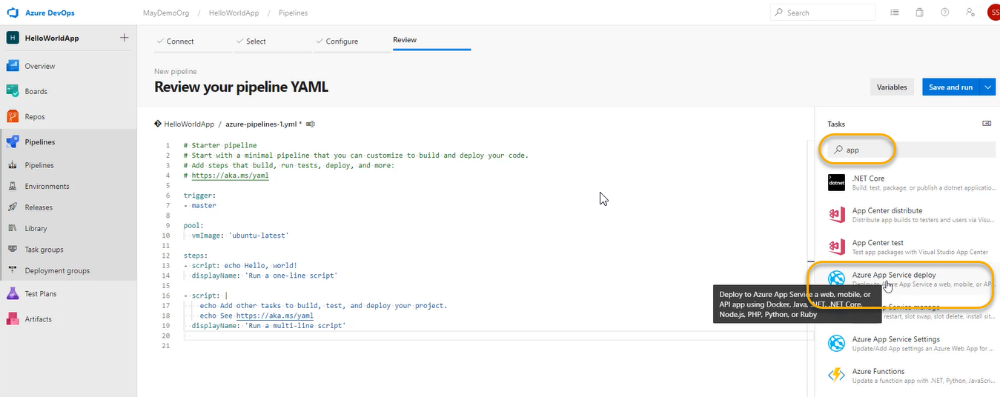 Azure DevOps
MayDemoOrg / HelloWorldApp / Pipelines
Search
SS
H HelloWorldApp
Overview
Boards
Repos
Pipelines
Pipelines
Environments
Releases
Library
Task groups
Deployment groups
Test Plans
Artifacts
Connect
Select
Configure
Review
New pipeline
Review your pipeline YAML
Variables
Save and run
HelloWorldApp / azure-pipelines-1.yml *
1 # Starter pipeline
2 # Start with a minimal pipeline that you can customize to build and deploy your code.
3 # Add steps that build, run tests, deploy, and more:
4 # https://aka.ms/yaml
5
6 trigger:
7 - master
8
9 pool:
10 vmImage: 'ubuntu-latest'
11
12 steps:
13 - script: echo Hello, world!
14 displayName: 'Run a one-line script'
15
16 - script: |
17 echo Add other tasks to build, test, and deploy your project.
18 echo See https://aka.ms/yaml
19 displayName: 'Run a multi-line script'
20
21
Tasks
app
dotnet
.NET Core
Build, test, package, or publish a dotnet applicatio...
App Center distribute
Distribute app builds to testers and users via Visu...
App Center test
Test app packages with Visual Studio App Center
Azure App Service deploy
Deploy to Azure App Service a web, mobile, or AP...
Deploy to Azure App Service a web, mobile, or
API app using Docker, Java, .NET, .NET Core,
Node.js, PHP, Python, or Ruby
Service manage
restart, slot swap, slot delete, install sit...
Azure App Service Settings
Update/Add App settings an Azure Web App for ...
Azure Functions
Update a function app with .NET, Python, JavaScri...